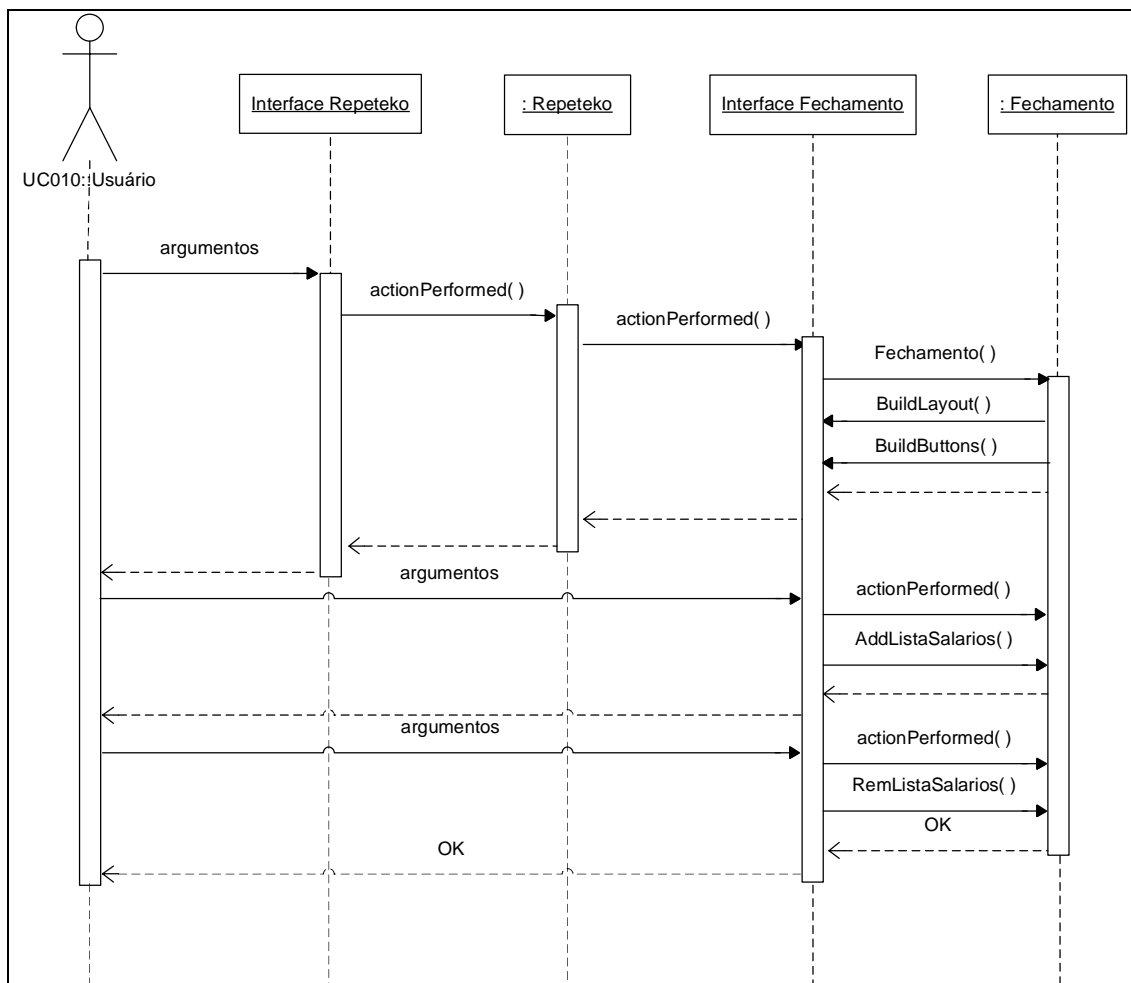 Interface Repeteko
: Repeteko
Interface Fechamento
: Fechamento
UC010::Usuário
argumentos
actionPerformed( )
actionPerformed( )
Fechamento( )
BuildLayout( )
BuildButtons( )
argumentos
actionPerformed( )
AddListaSalarios( )
argumentos
actionPerformed( )
RemListaSalarios( )
OK
OK